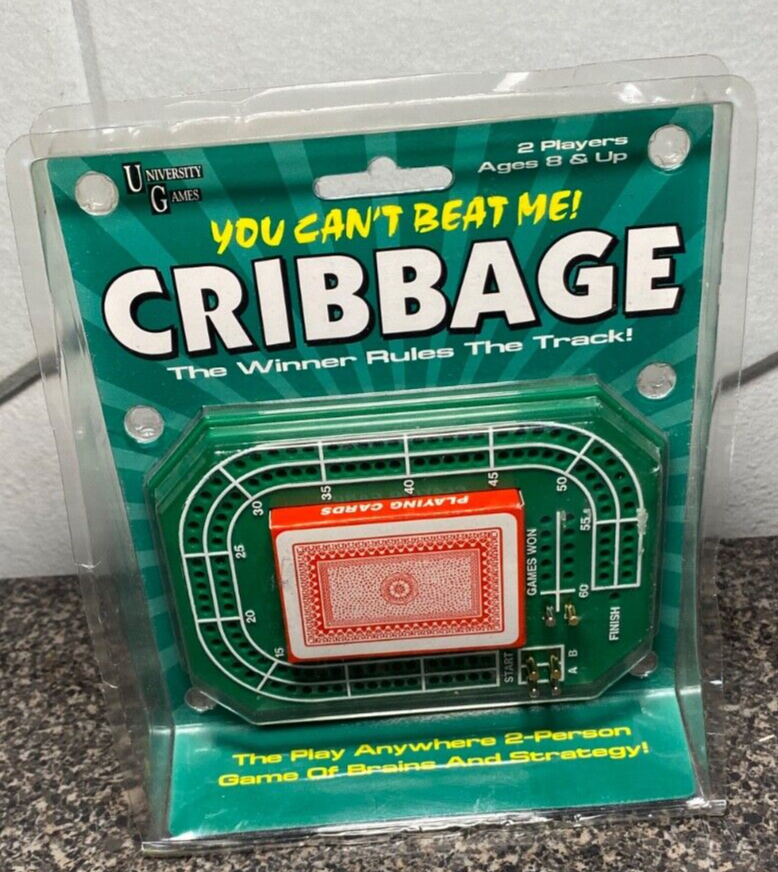 UNIVERSITY
GAMES
2 Players
Ages 8 & Up
YOU CAN'T BEAT ME!
CRIBBAGE
The Winner Rules The Track!
35
40
45
50
30
PLAYING CARDS
55
25
GAMES WON
60
20
FINISH
15
START
A
B
The Play Anywhere 2-Person
Game Of Brains And Strategy!